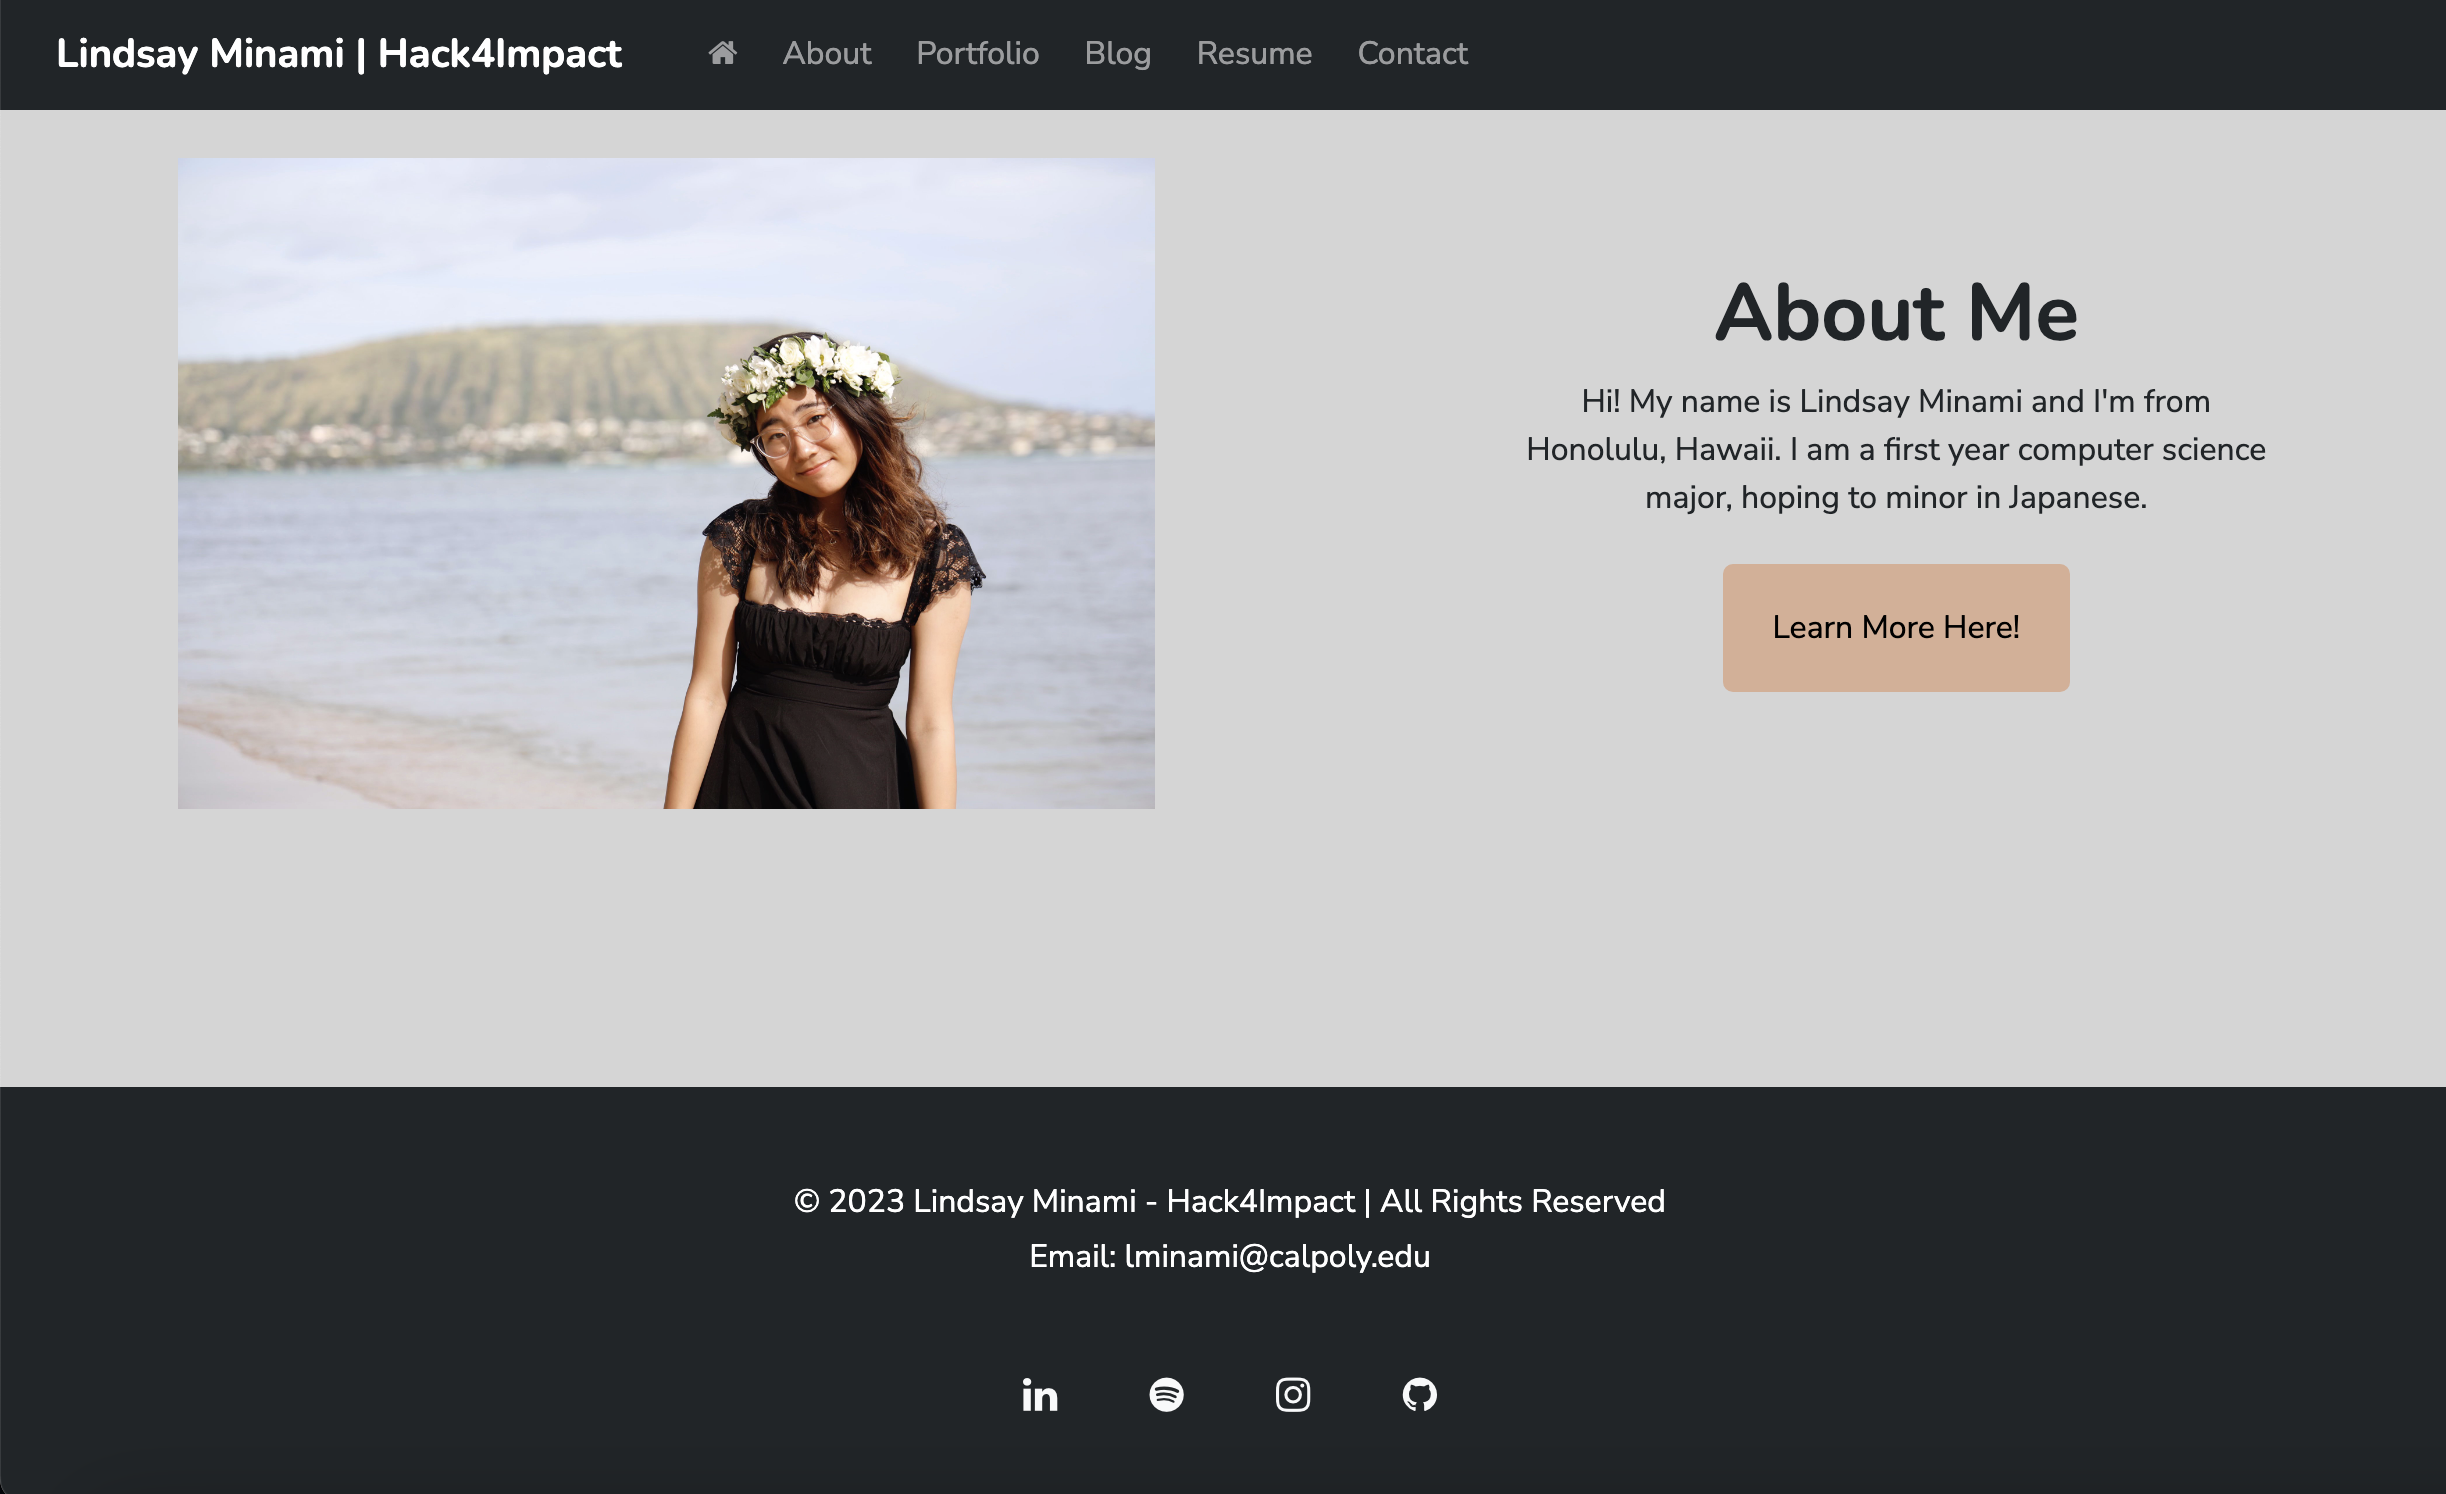 Lindsay Minami | Hack4Impact
About
Portfolio
Blog
Resume
Contact
About Me
Hi! My name is Lindsay Minami and I'm from
Honolulu, Hawaii. I am a first year computer science
major, hoping to minor in Japanese.
Learn More Here!
© 2023 Lindsay Minami - Hack4Impact | All Rights Reserved
Email: lminami@calpoly.edu
in